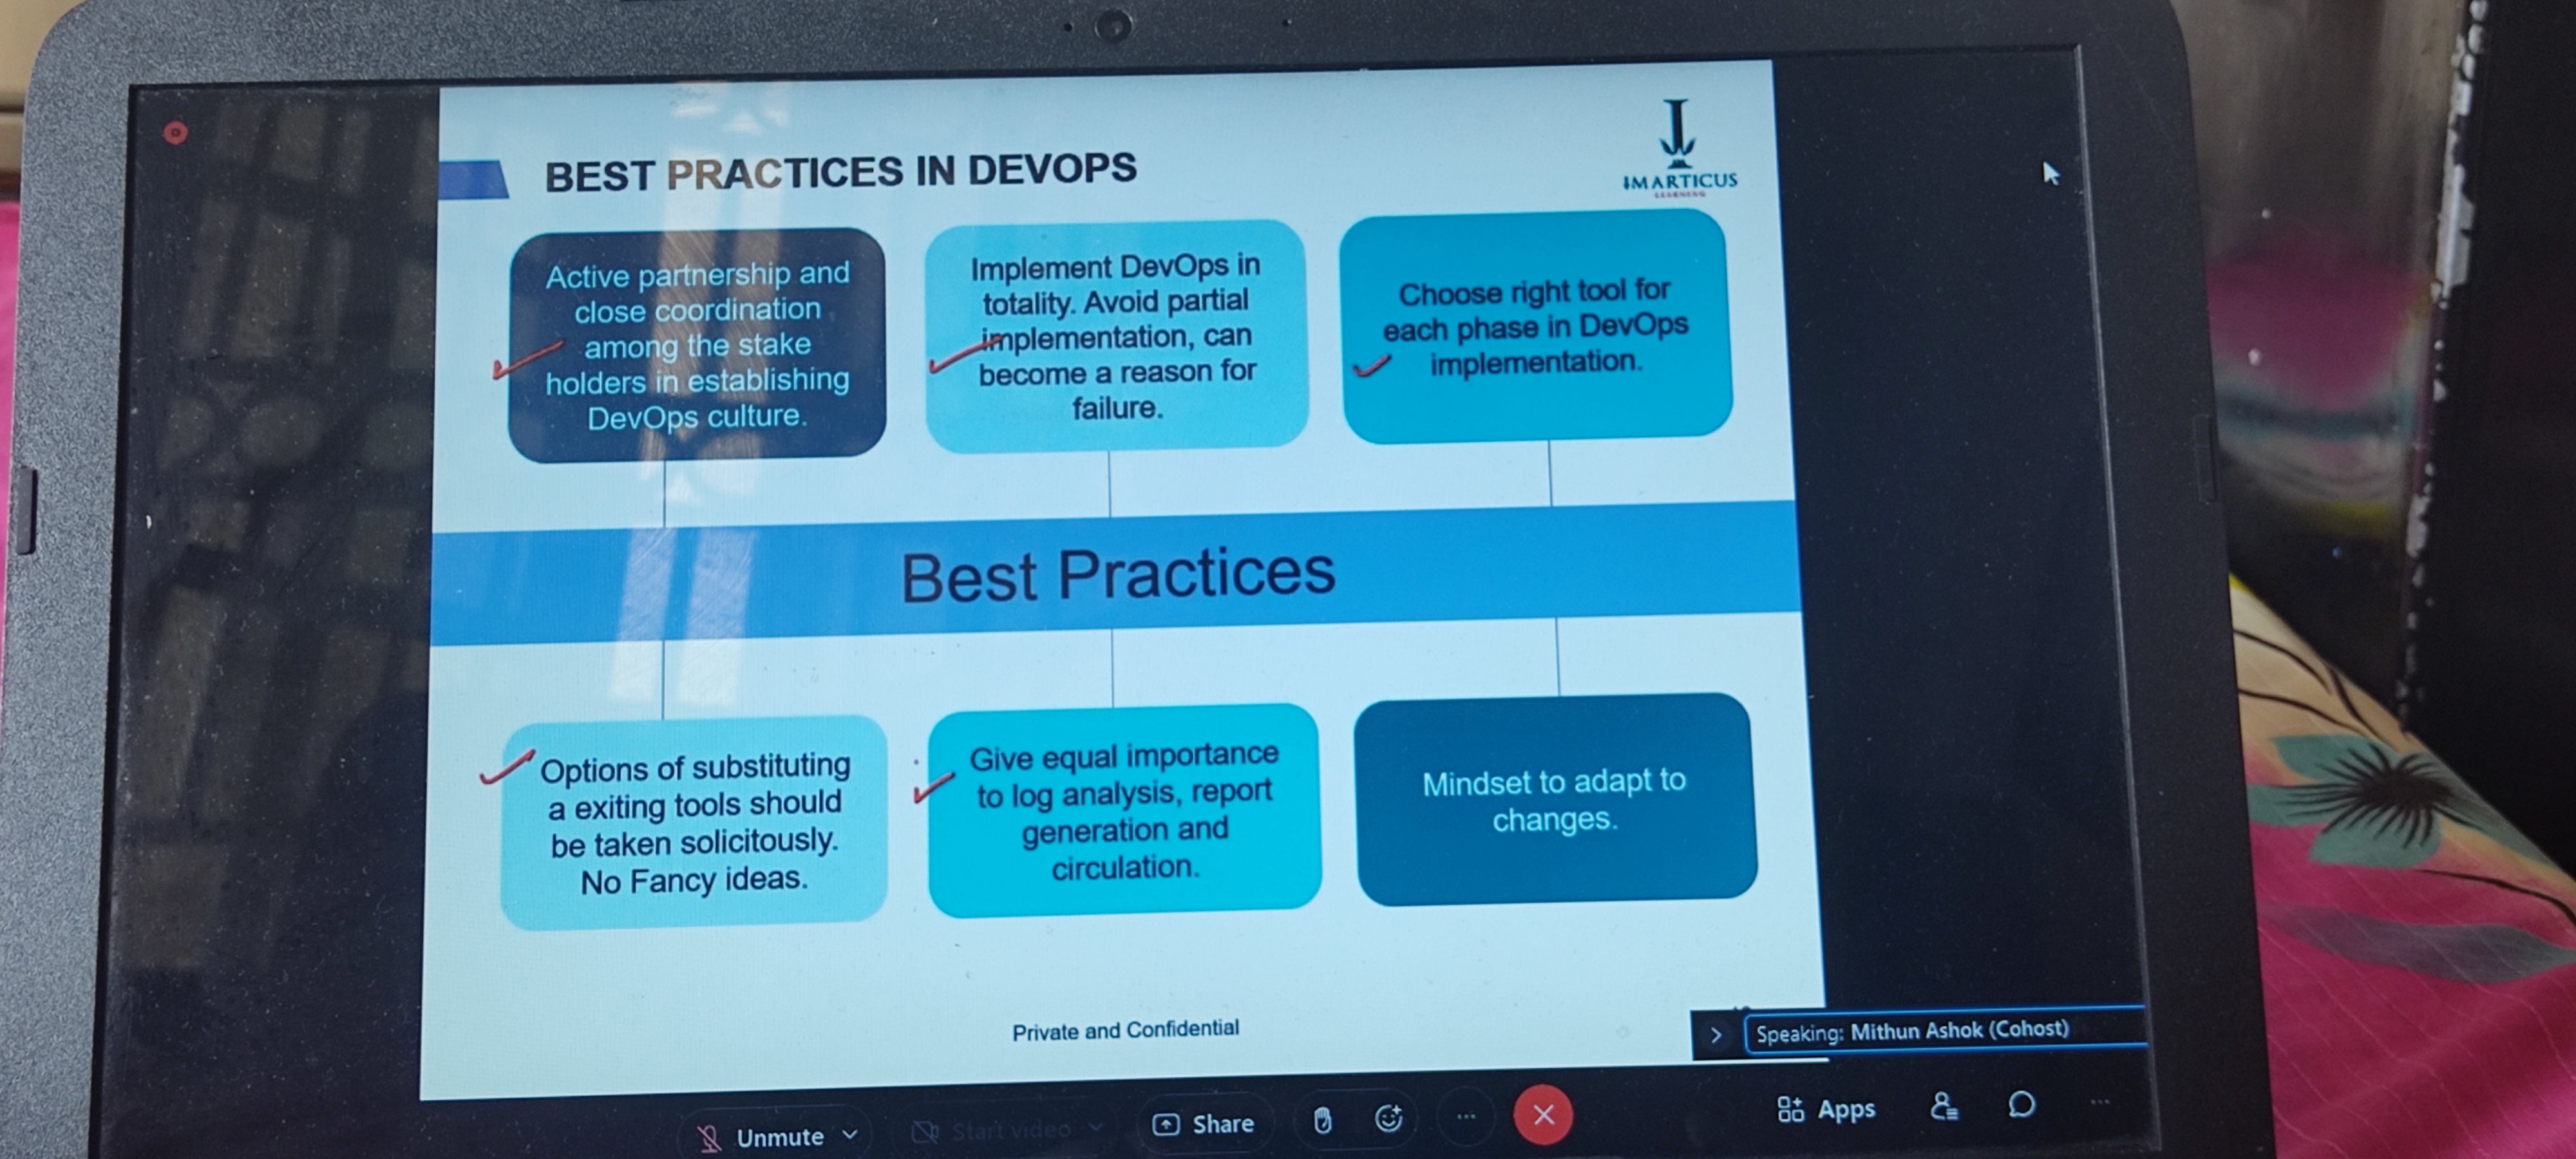 BEST PRACTICES IN DEVOPS
IMARTICUS
LEARNING
Active partnership and
close coordination
among the stake
holders in establishing
DevOps culture.
Implement DevOps in
totality. Avoid partial
implementation, can
become a reason for
failure.
Choose right tool for
each phase in DevOps
implementation.
Best Practices
Options of substituting
a exiting tools should
be taken solicitously.
No Fancy ideas.
Give equal importance
to log analysis, report
generation and
circulation.
Mindset to adapt to
changes.
Private and Confidential
Speaking: Mithun Ashok (Cohost)
Unmute
Start video
Share
Apps